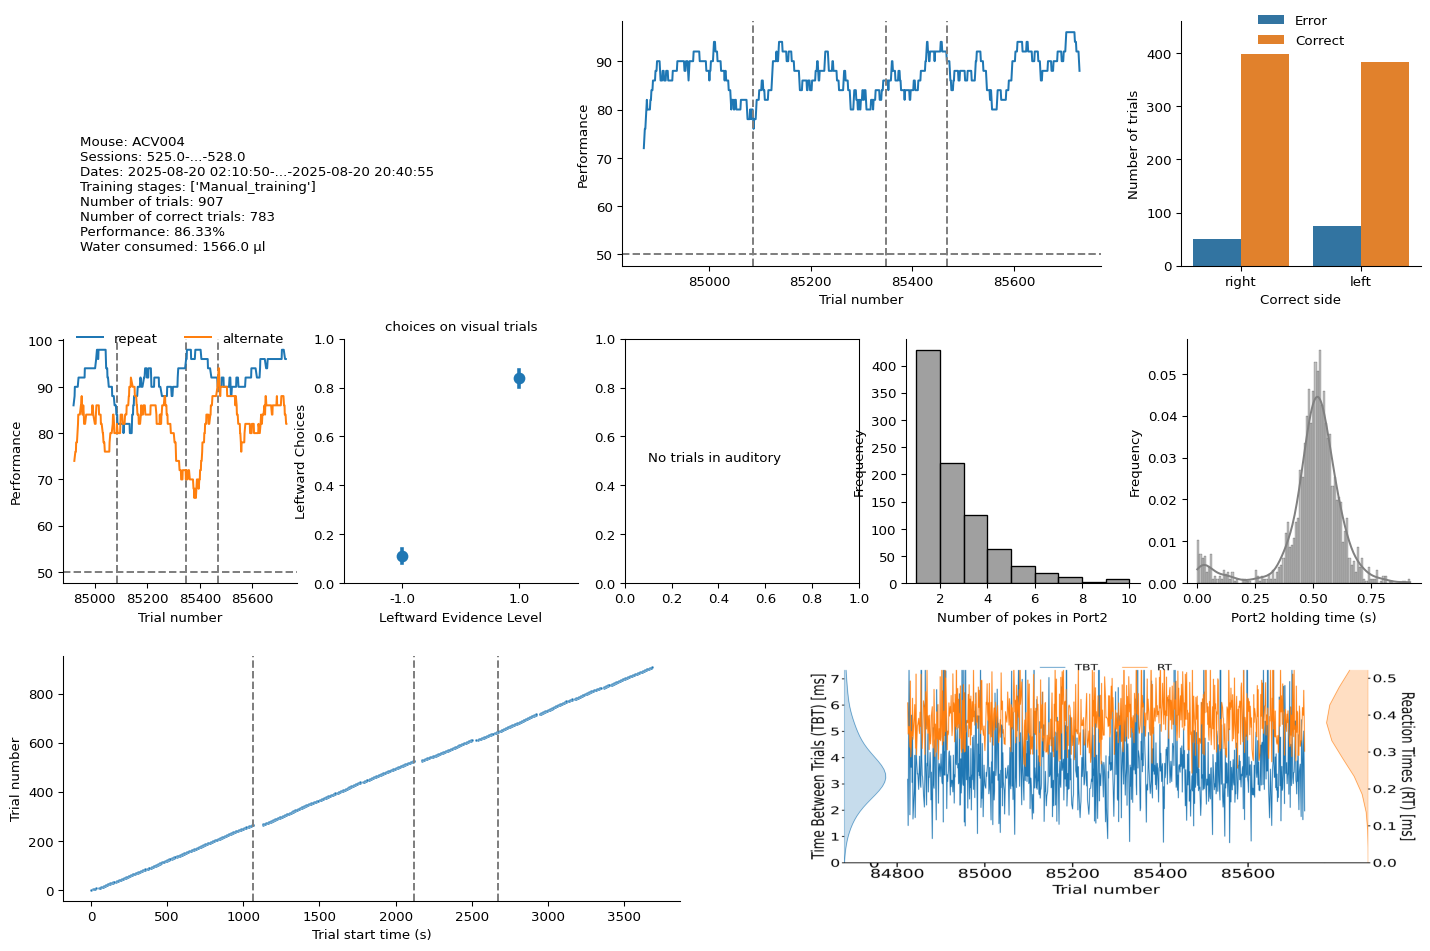 Mouse: ACV004
Sessions: 525.0-...-528.0
Dates: 2025-08-20 02:10:50-...-2025-08-20 20:40:55
Training stages: ['Manual_training']
Number of trials: 907
Number of correct trials: 783
Performance: 86.33%
Water consumed: 1566.0 µl
Performance
90
80
70
60
50
85000 85200 85400 85600
Trial number
Error
Correct
Number of trials
400
300
200
100
0
right left
Correct side
repeat alternate
Performance
100
90
80
70
60
50
85000 85200 85400 85600
Trial number
choices on visual trials
Leftward Choices
1.0
0.8
0.6
0.4
0.2
0.0
-1.0 1.0
Leftward Evidence Level
1.0
0.8
0.6
0.4
0.2
0.0
No trials in auditory
0.0 0.2 0.4 0.6 0.8 1.0
Frequency
400
350
300
250
200
150
100
50
0
2 4 6 8 10
Number of pokes in Port2
Frequency
0.05
0.04
0.03
0.02
0.01
0.00
0.00 0.25 0.50 0.75
Port2 holding time (s)
Trial number
800
600
400
200
0
0 500 1000 1500 2000 2500 3000 3500
Trial start time (s)
TBT RT
Time Between Trials (TBT) [ms]
7
6
5
4
3
2
1
0
0
84800 85000 85200 85400 85600
Trial number
0.5
0.4
0.3
0.2
0.1
0.0
Reaction Times (RT) [ms]